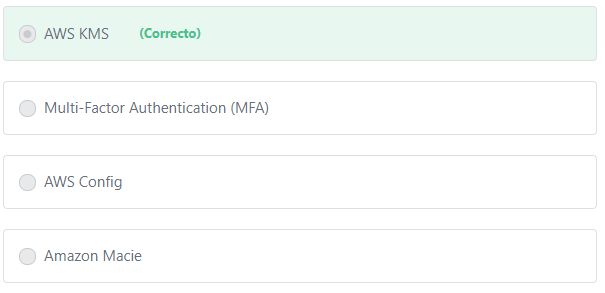 AWS KMS (Correcto)
Multi-Factor Authentication (MFA)
AWS Config
Amazon Macie